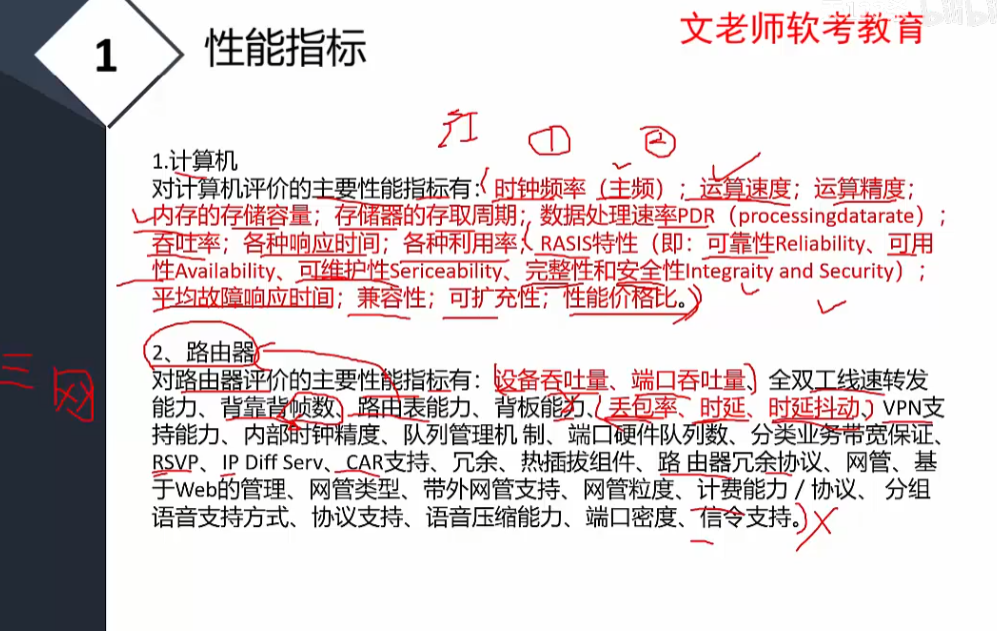 1
性能指标
文老师软考教育
① ②
1.计算机
对计算机评价的主要性能指标有：时钟频率（主频）；运算速度；运算精度；
内存的存储容量；存储器的存取周期；数据处理速率PDR（processingdatarate）；
吞吐率；各种响应时间；各种利用率；RASIS特性（即：可靠性Reliability、可用
性Availability、可维护性Sericeability、完整性和安全性Integraity and Security）；
平均故障响应时间；兼容性；可扩充性；性能价格比。
2、路由器
三网
对路由器评价的主要性能指标有：设备吞吐量、端口吞吐量、全双工线速转发
能力、背靠背帧数、路由表能力、背板能力、丢包率、时延、时延抖动、VPN支
持能力、内部时钟精度、队列管理机 制、端口硬件队列数、分类业务带宽保证、
RSVP、IP Diff Serv、CAR支持、冗余、热插拔组件、路 由器冗余协议、网管、基
于Web的管理、网管类型、带外网管支持、网管粒度、计费能力／协议、 分组
语音支持方式、协议支持、语音压缩能力、端口密度、信令支持。